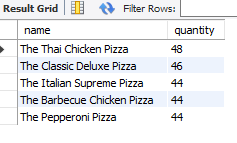 Result Grid Filter Rows:
name quantity
The Thai Chicken Pizza 48
The Classic Deluxe Pizza 46
The Italian Supreme Pizza 44
The Barbecue Chicken Pizza 44
The Pepperoni Pizza 44